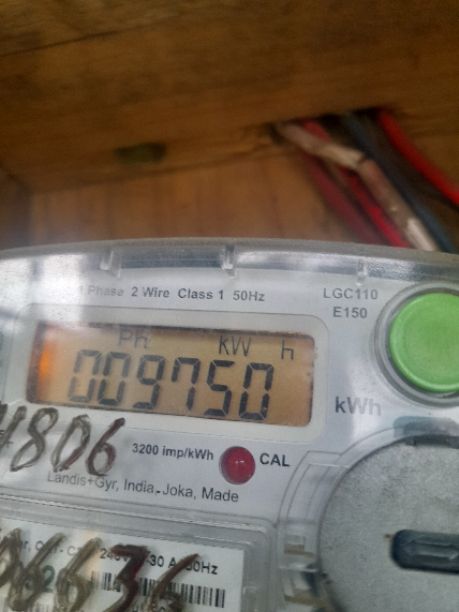 Phase 2 Wire Class 1 50Hz
LGC110
E150
Ph kW h
009750
kWh
806
3200 imp/kWh
CAL
Landis+Gyr, India, Joka, Made